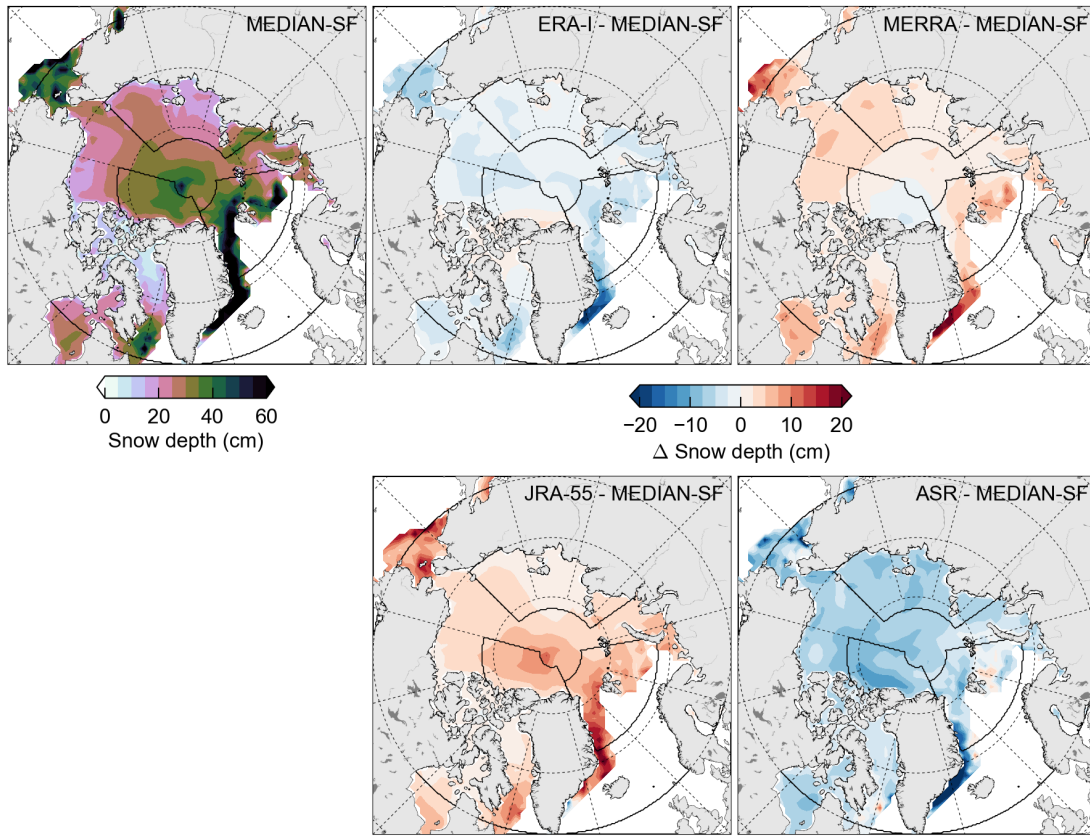 MEDIAN-SF
ERA-I - MEDIAN-SF
MERRA - MEDIAN-SF
0 20 40 60
Snow depth (cm)
−20 −10 0 10 20
Δ Snow depth (cm)
JRA-55 - MEDIAN-SF
ASR - MEDIAN-SF